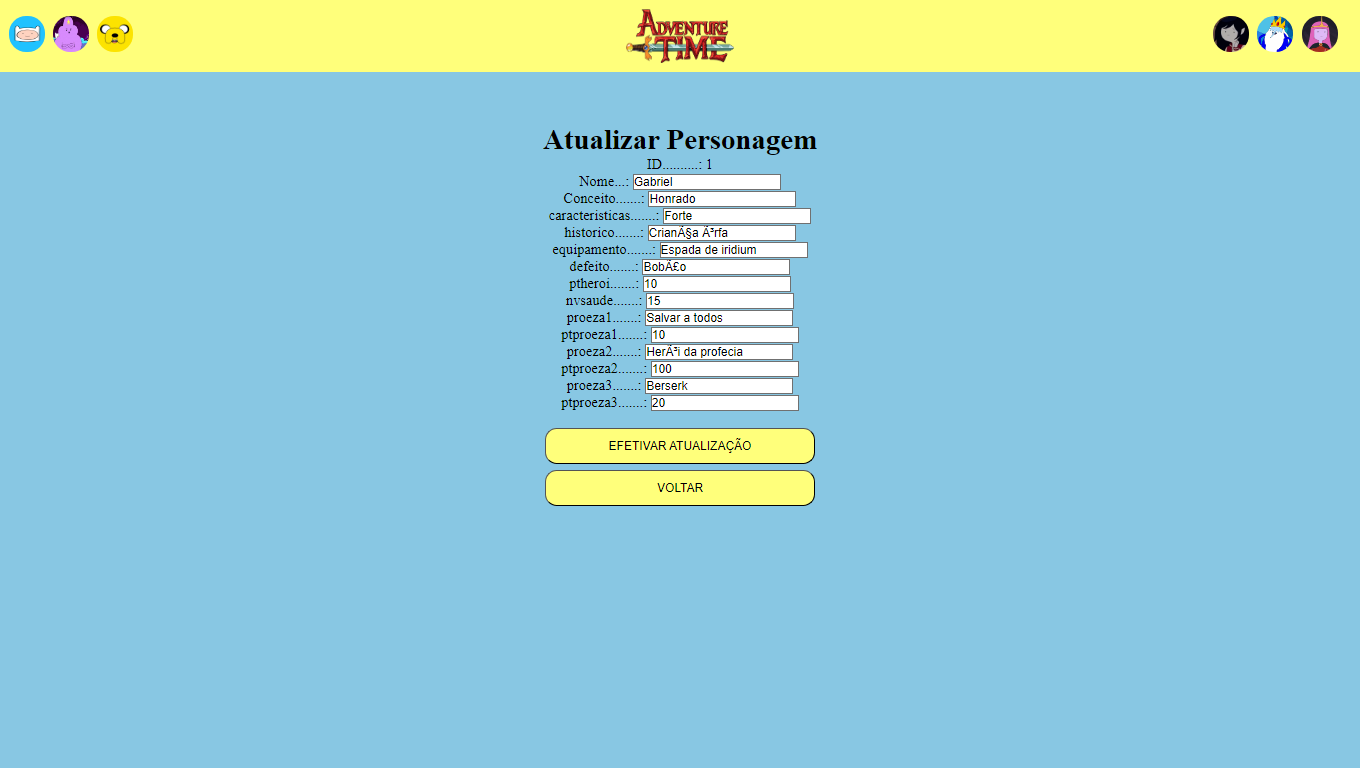 ADVENTURE
TIME
Atualizar Personagem
ID..........: 1
Nome...: Gabriel
Conceito.......: Honrado
caracteristicas.......: Forte
historico.......: CrianÃ§a Ã³rfa
equipamento.......: Espada de iridium
defeito.......: BobÃ£o
ptheroi.......: 10
nvsaude.......: 15
proeza1.......: Salvar a todos
ptproeza1.......: 10
proeza2.......: HerÃ³i da profecia
ptproeza2.......: 100
proeza3.......: Berserk
ptproeza3.......: 20
EFETIVAR ATUALIZAÇÃO
VOLTAR